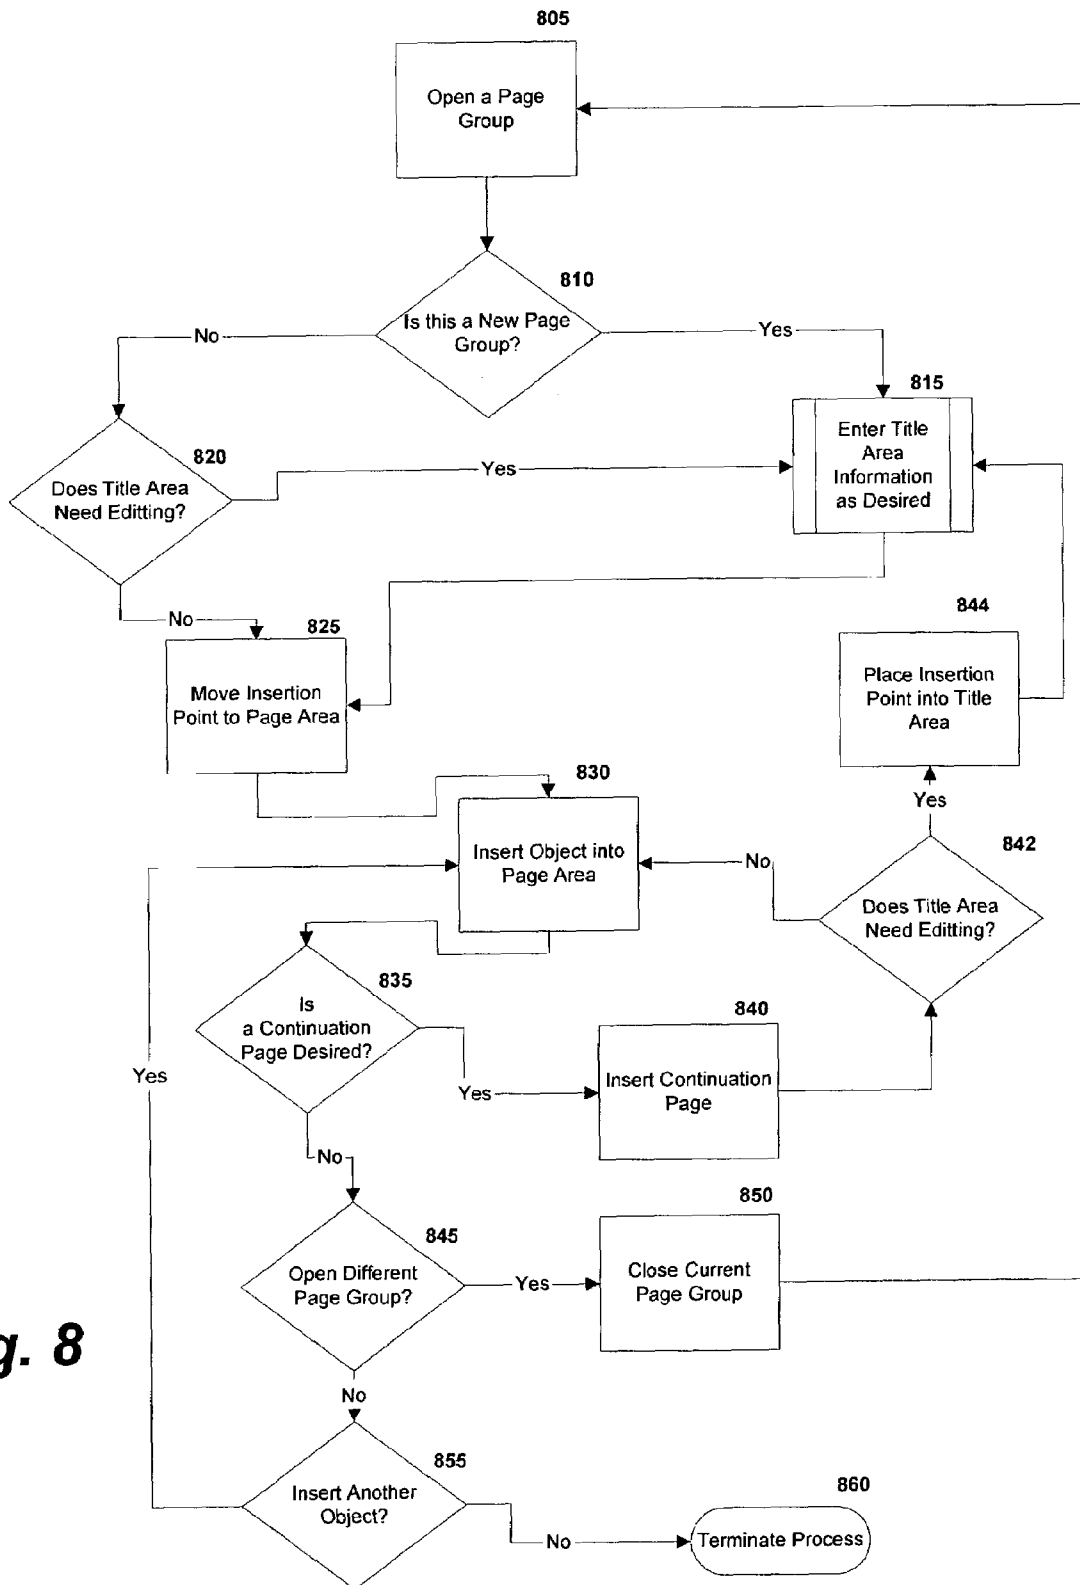 805
Open a Page
Group
810
Is this a New Page
Group?
No
Yes
815
Enter Title
Area
Information
as Desired
820
Does Title Area
Need Editting?
Yes
No
825
Move Insertion
Point to Page Area
844
Place Insertion
Point into Title
Area
Yes
830
Insert Object into
Page Area
No
842
Does Title Area
Need Editting?
835
Is
a Continuation
Page Desired?
Yes
Yes
840
Insert Continuation
Page
No
845
Open Different
Page Group?
Yes
850
Close Current
Page Group
g. 8
No
855
Insert Another
Object?
No
860
Terminate Process